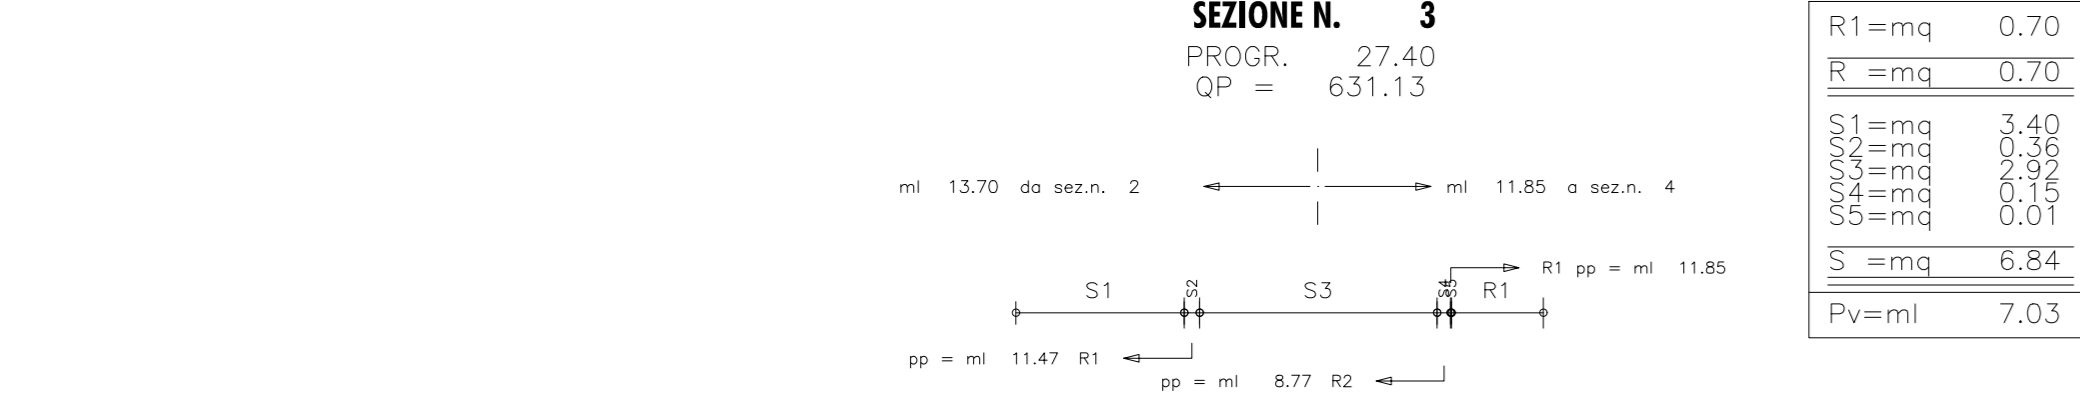 SEZIONE N. 3
PROGR. 27.40
QP = 631.13
ml 13.70 da sez.n. 2
ml 11.85 a sez.n. 4
R1 pp = ml 11.85
S1 S2 S3 S4 S5 R1
pp = ml 11.47 R1
pp = ml 8.77 R2
R1=mq 0.70
R =mq 0.70
S1=mq 3.40
S2=mq 0.36
S3=mq 2.92
S4=mq 0.15
S5=mq 0.01
S =mq 6.84
Pv=ml 7.03